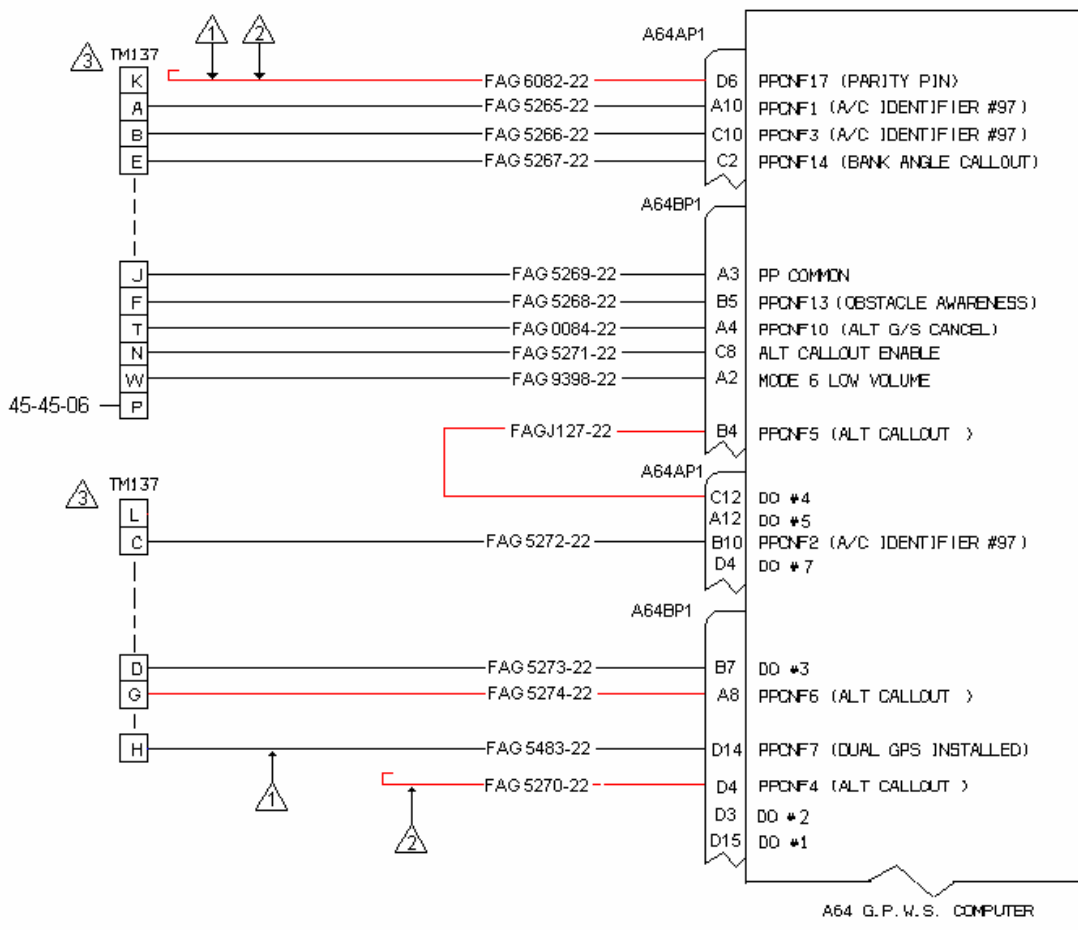 1 2
A64AP1
3 TM137
K FAG 6082-22 D6 PPCNF17 (PARITY PIN)
A FAG 5265-22 A10 PPCNF1 (A/C IDENTIFIER #97)
B FAG 5266-22 C10 PPCNF3 (A/C IDENTIFIER #97)
E FAG 5267-22 C2 PPCNF14 (BANK ANGLE CALLOUT)
A64BP1
J FAG 5269-22 A3 PP COMMON
F FAG 5268-22 B5 PPCNF13 (OBSTACLE AWARENESS)
T FAG 0084-22 A4 PPCNF10 (ALT G/S CANCEL)
N FAG 5271-22 C8 ALT CALLOUT ENABLE
W FAG 9398-22 A2 MODE 6 LOW VOLUME
45-45-06 P
FAGJ127-22 B4 PPCNF5 (ALT CALLOUT )
A64AP1
3 TM137
C12 DO #4
L A12 DO #5
C FAG 5272-22 B10 PPCNF2 (A/C IDENTIFIER #97)
D4 DO #7
A64BP1
D FAG 5273-22 B7 DO #3
G FAG 5274-22 A8 PPCNF6 (ALT CALLOUT )
H FAG 5483-22 D14 PPCNF7 (DUAL GPS INSTALLED)
FAG 5270-22 D4 PPCNF4 (ALT CALLOUT )
1
D3 DO #2
2
D15 DO #1
A64 G.P.W.S. COMPUTER